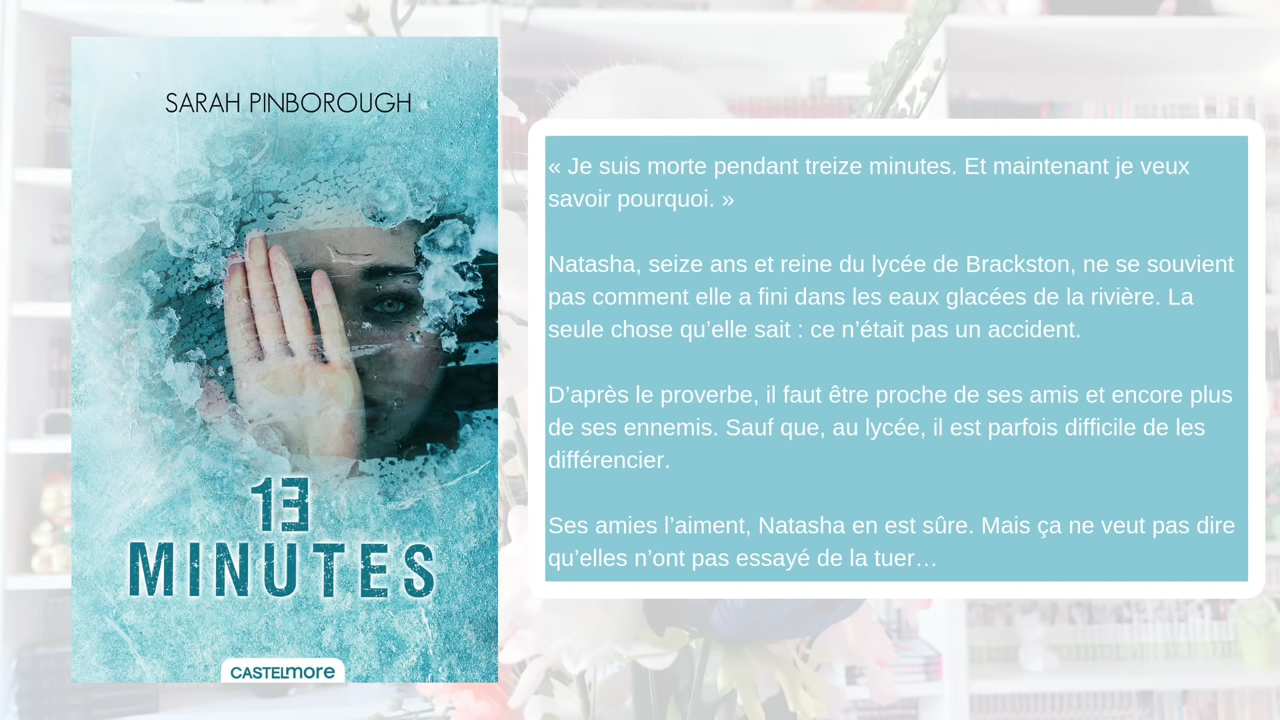 SARAH PINBOROUGH
13
MINUTES
CASTELMORE
« Je suis morte pendant treize minutes. Et maintenant je veux
savoir pourquoi. »
Natasha, seize ans et reine du lycée de Brackston, ne se souvient
pas comment elle a fini dans les eaux glacées de la rivière. La
seule chose qu’elle sait : ce n’était pas un accident.
D’après le proverbe, il faut être proche de ses amis et encore plus
de ses ennemis. Sauf que, au lycée, il est parfois difficile de les
différencier.
Ses amies l’aiment, Natasha en est sûre. Mais ça ne veut pas dire
qu’elles n’ont pas essayé de la tuer…